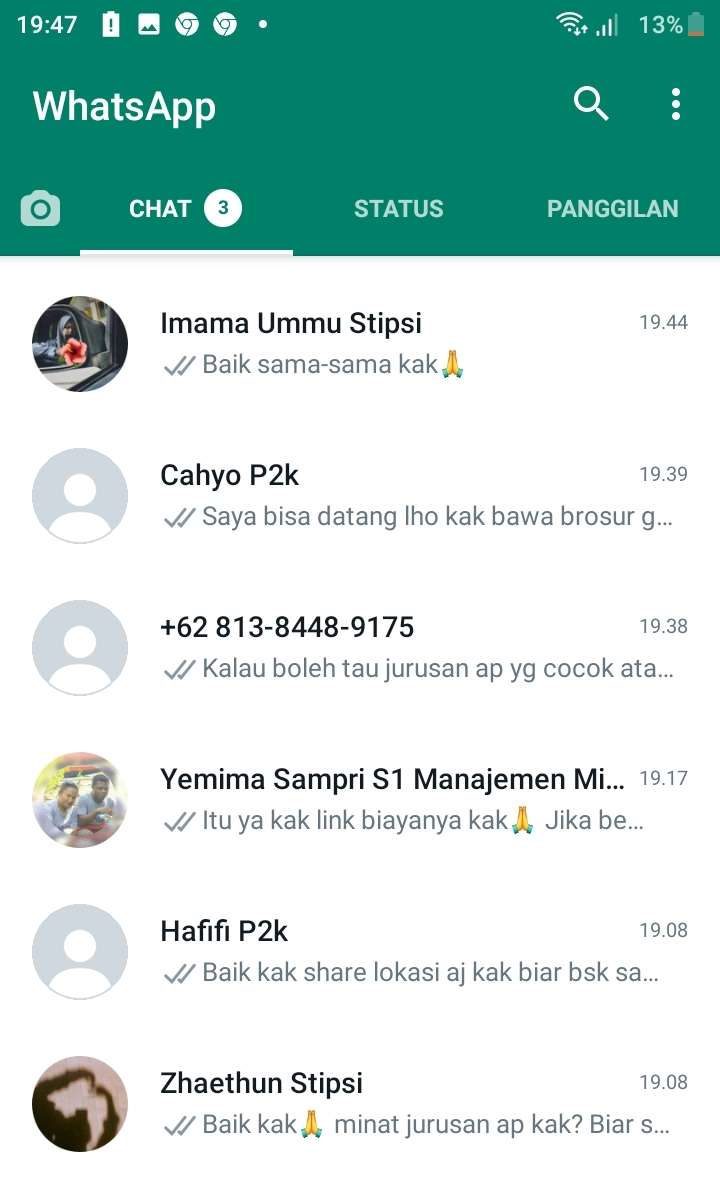 19:47 13%
WhatsApp
CHAT 3 STATUS PANGGILAN
Imama Ummu Stipsi 19.44
Baik sama-sama kak🙏
Cahyo P2k 19.39
Saya bisa datang lho kak bawa brosur g...
+62 813-8448-9175 19.38
Kalau boleh tau jurusan ap yg cocok ata...
Yemima Sampri S1 Manajemen Mi... 19.17
Itu ya kak link biayanya kak🙏 Jika be...
Hafifi P2k 19.08
Baik kak share lokasi aj kak biar bsk sa...
Zhaethun Stipsi 19.08
Baik kak🙏 minat jurusan ap kak? Biar s...